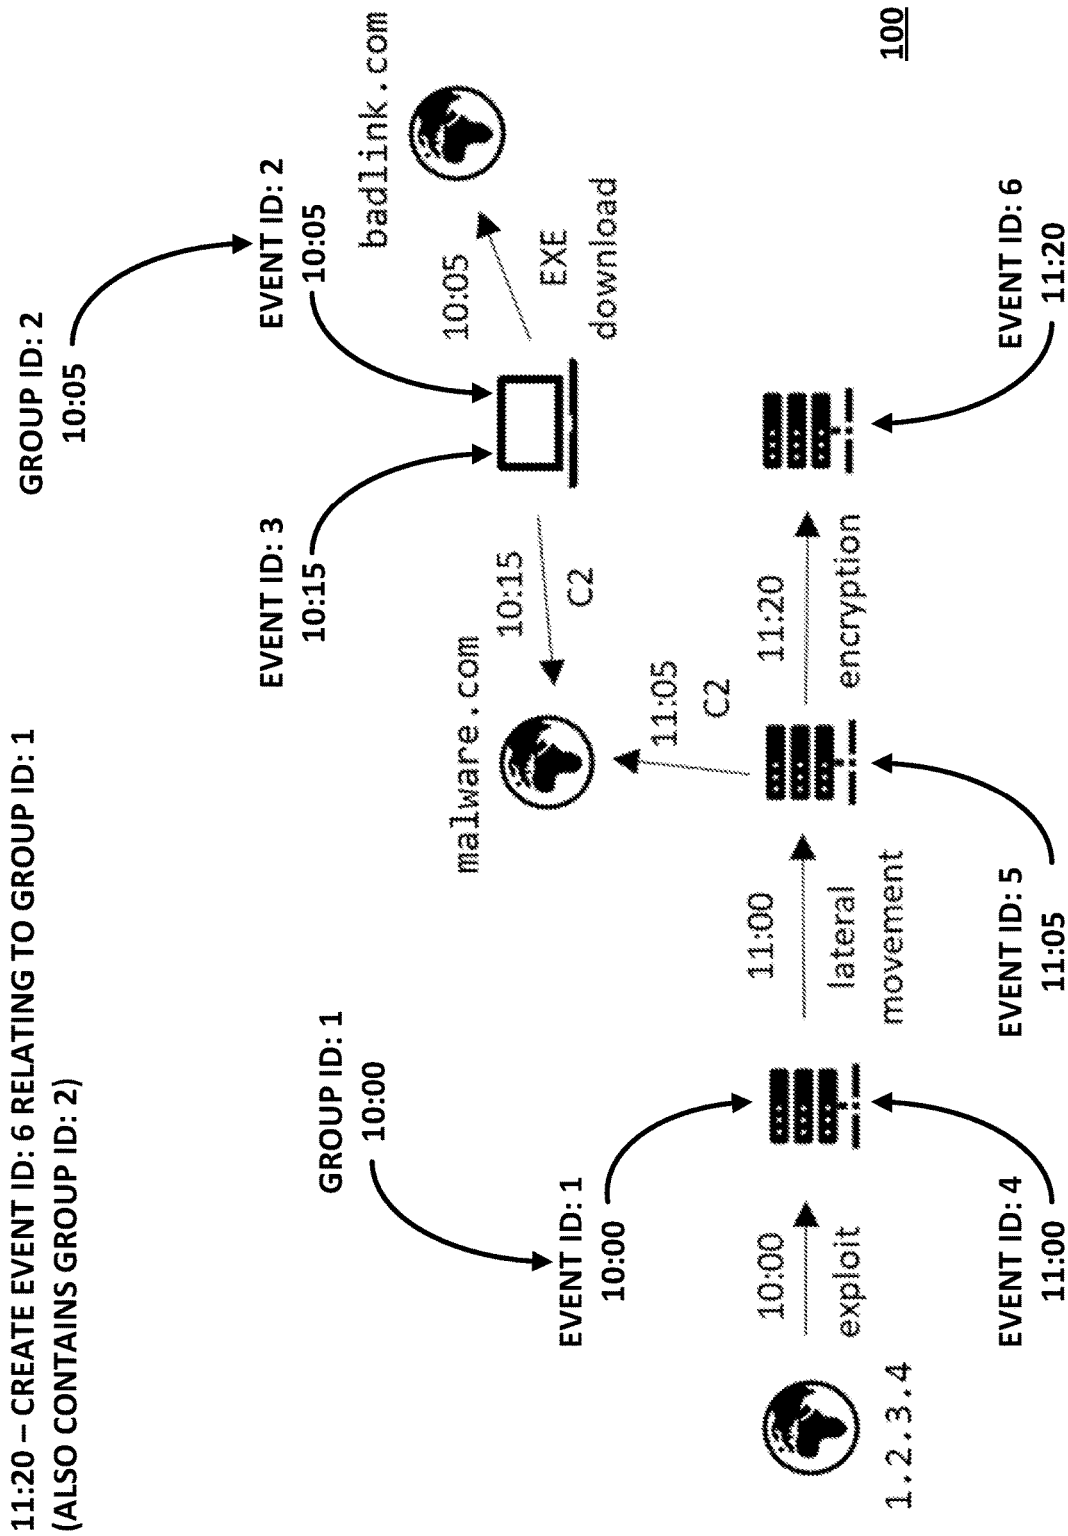 11:20 – CREATE EVENT ID: 6 RELATING TO GROUP ID: 1
(ALSO CONTAINS GROUP ID: 2)
GROUP ID: 2
10:05
EVENT ID: 3
10:15
EVENT ID: 2
10:05
GROUP ID: 1
10:00
badlink.com
malware.com
10:15
C2
10:05
EXE
download
EVENT ID: 1
10:00
11:05
C2
10:00
exploit
11:00
lateral
movement
11:20
encryption
1.2.3.4
EVENT ID: 4
11:00
EVENT ID: 5
11:05
EVENT ID: 6
11:20
100